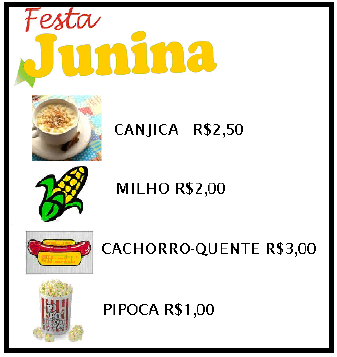 Festa
Junina
CANJICA R$2,50
MILHO R$2,00
CACHORRO-QUENTE R$3,00
PIPOCA R$1,00